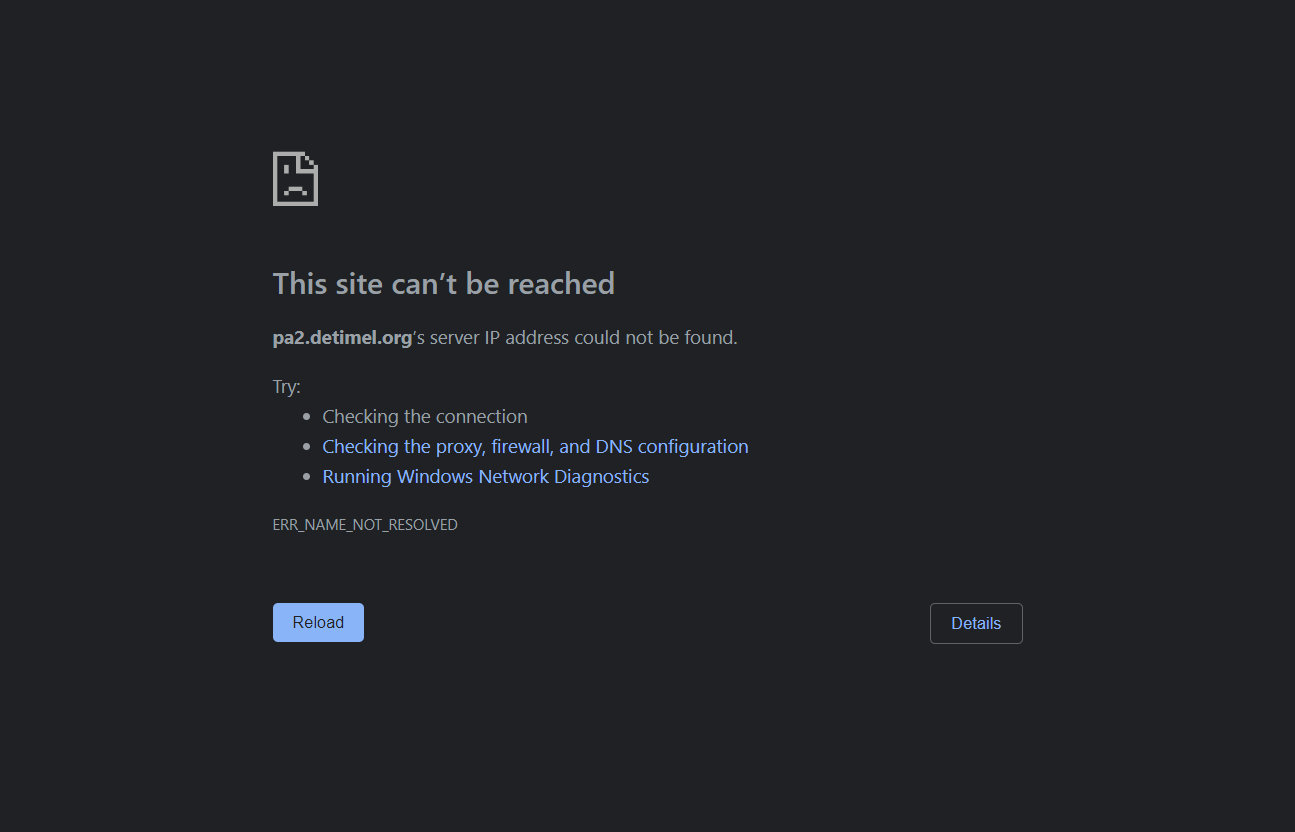 This site can’t be reached
pa2.detimel.org’s server IP address could not be found.
Try:
• Checking the connection
• Checking the proxy, firewall, and DNS configuration
• Running Windows Network Diagnostics
ERR_NAME_NOT_RESOLVED
Reload
Details